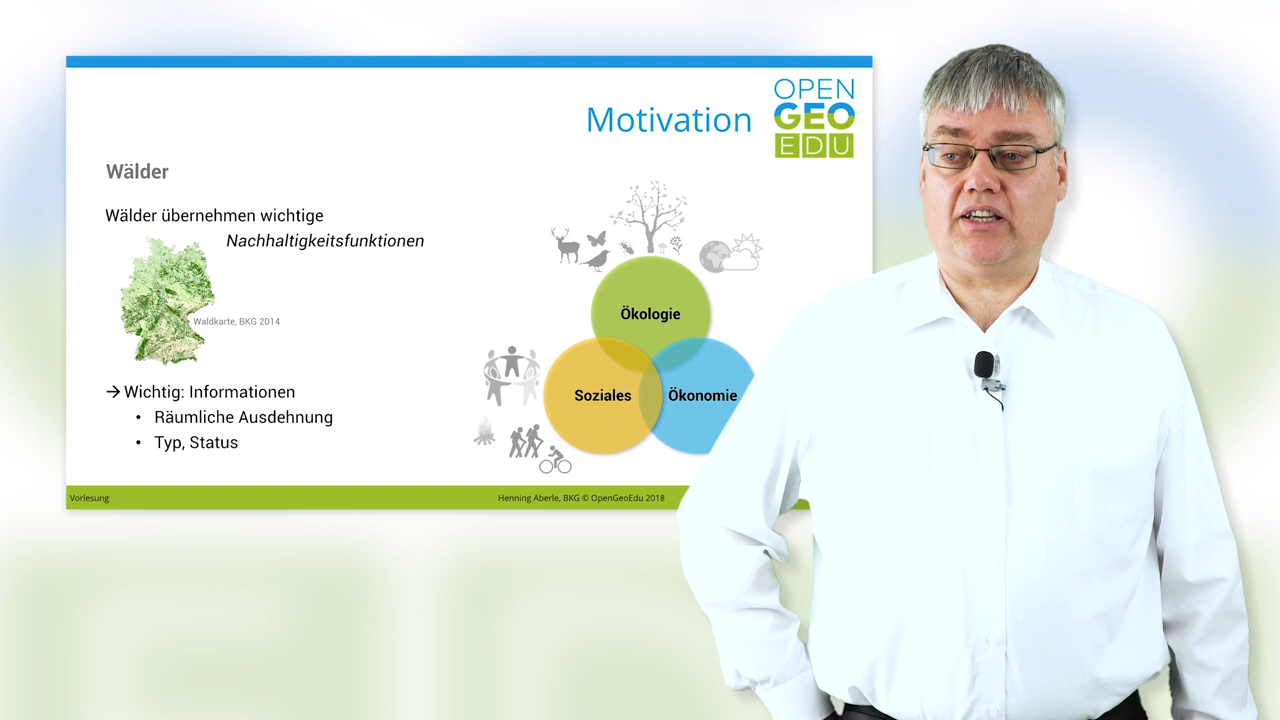 Motivation
OPEN
GEO
EDU
Wälder
Wälder übernehmen wichtige
Nachhaltigkeitsfunktionen
Waldkarte, BKG 2014
→ Wichtig: Informationen
• Räumliche Ausdehnung
• Typ, Status
Ökologie
Soziales
Ökonomie
Vorlesung
Henning Aberle, BKG © OpenGeoEdu 2018